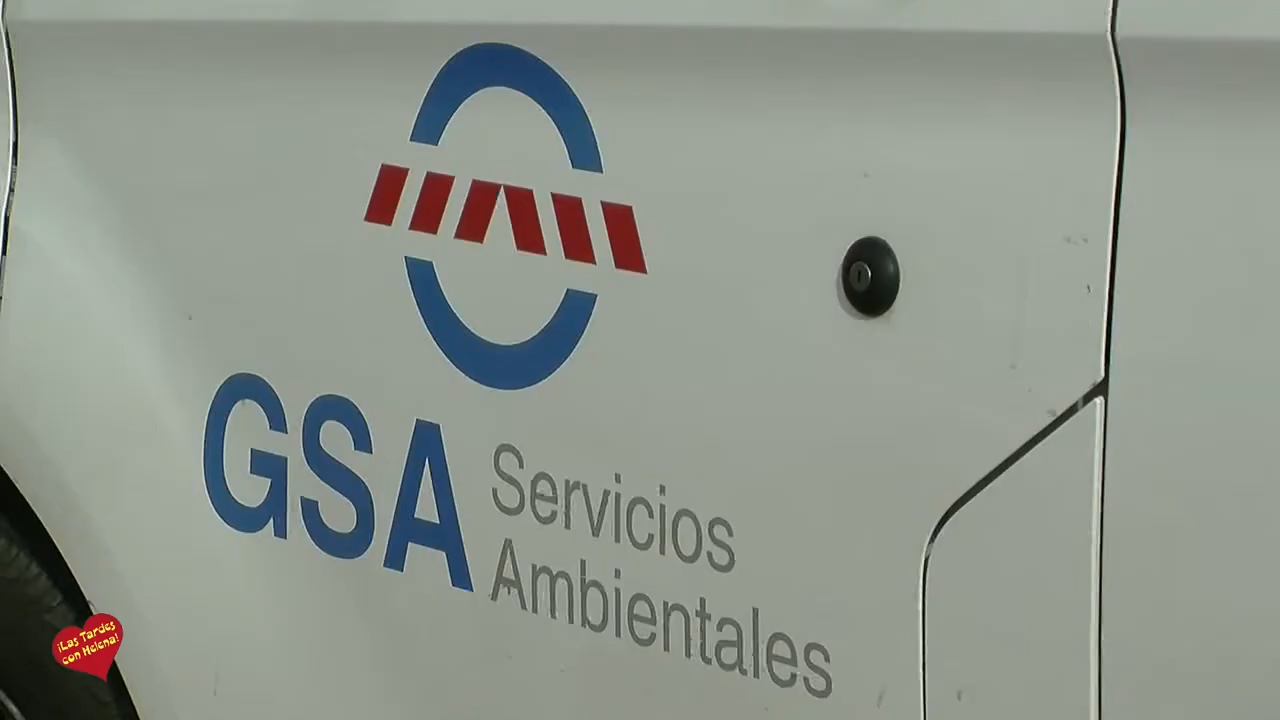 GSA
Servicios
Ambientales
¡Las Tardes
con Helena!